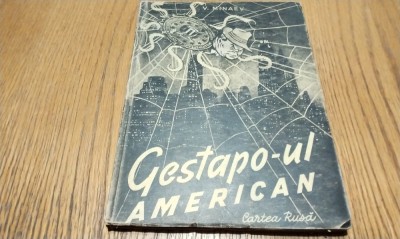 V. MINAEV
Gestapo-ul
AMERICAN
Cartea Rusă